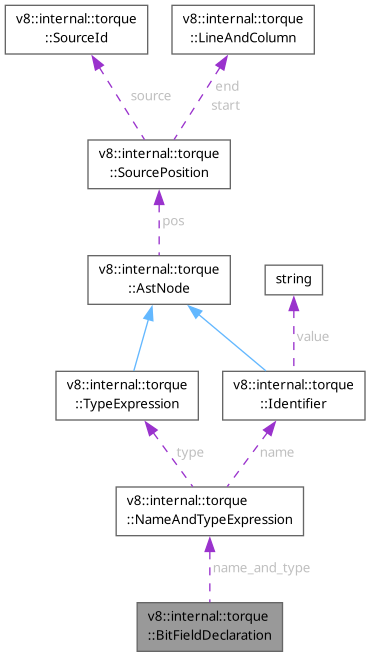 v8::internal::torque
::SourceId
v8::internal::torque
::LineAndColumn
source
end
start
v8::internal::torque
::SourcePosition
pos
v8::internal::torque
::AstNode
string
value
v8::internal::torque
::TypeExpression
v8::internal::torque
::Identifier
type
name
v8::internal::torque
::NameAndTypeExpression
name_and_type
v8::internal::torque
::BitFieldDeclaration